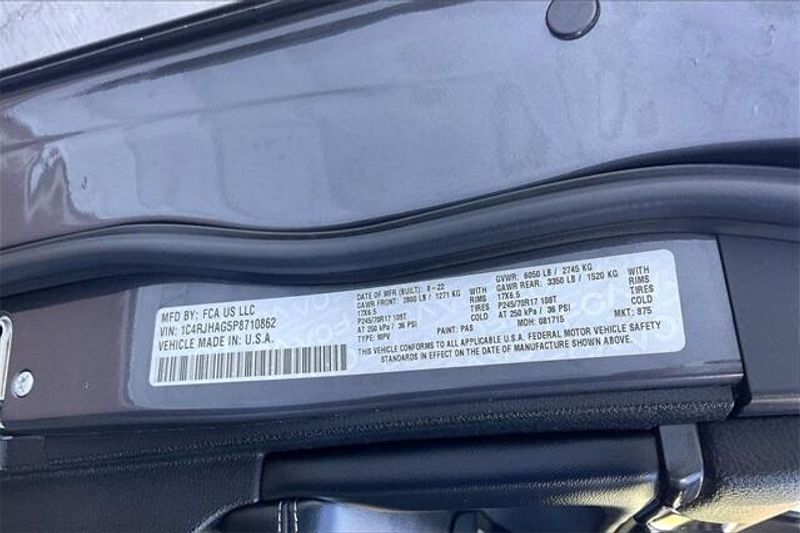 MFD BY: FCA US LLC
VIN: 1C4RJHAG5P8710862
VEHICLE MADE IN U.S.A.
DATE OF MFR (BUILT): 8-22
GAWR FRONT: 2800 LB / 1271 KG WITH
17X6.5 RIMS
P245/70R17 108T TIRES
AT 250 kPa / 36 PSI COLD
TYPE: MPV PAINT: PAS
GVWR: 6050 LB / 2745 KG
GAWR REAR: 3350 LB / 1520 KG WITH
17X6.5 RIMS
P245/70R17 108T TIRES
AT 250 kPa / 36 PSI COLD
MDH: 081715 MKT: 875
THIS VEHICLE CONFORMS TO ALL APPLICABLE U.S.A. FEDERAL MOTOR VEHICLE SAFETY
STANDARDS IN EFFECT ON THE DATE OF MANUFACTURE SHOWN ABOVE.